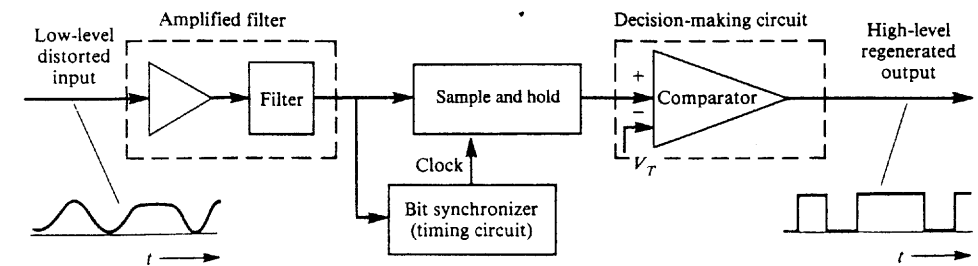 Amplified filter
Decision-making circuit
Low-level
distorted
input
High-level
regenerated
output
Filter
Sample and hold
+
Comparator
−
V_T
Clock
Bit synchronizer
(timing circuit)
t
t